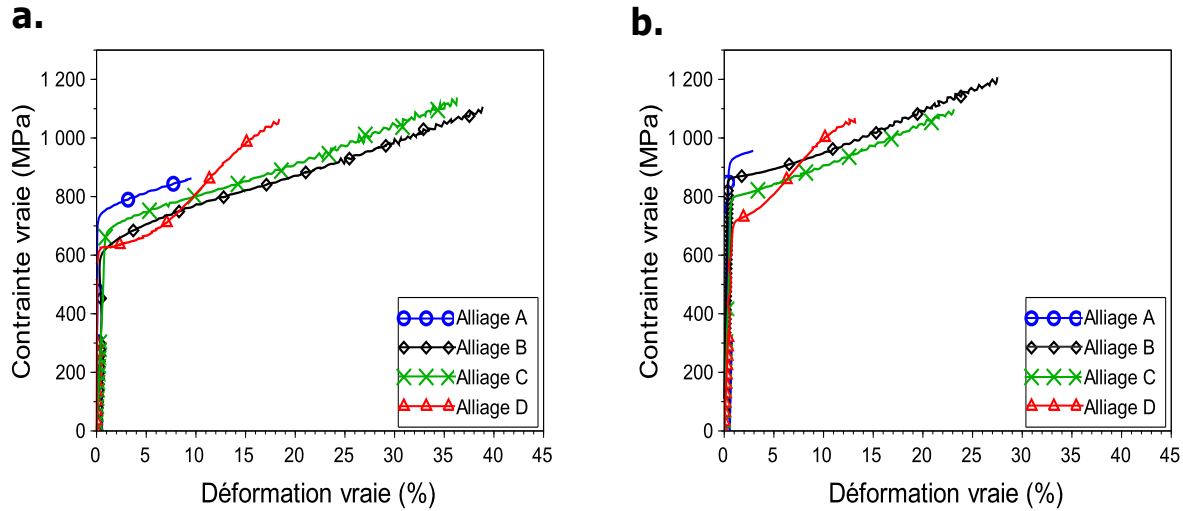 a.
Contrainte vraie (MPa)
1 200
1 000
800
600
400
200
0
0 5 10 15 20 25 30 35 40 45
Déformation vraie (%)
Alliage A
Alliage B
Alliage C
Alliage D
b.
Contrainte vraie (MPa)
1 200
1 000
800
600
400
200
0
0 5 10 15 20 25 30 35 40 45
Déformation vraie (%)
Alliage A
Alliage B
Alliage C
Alliage D